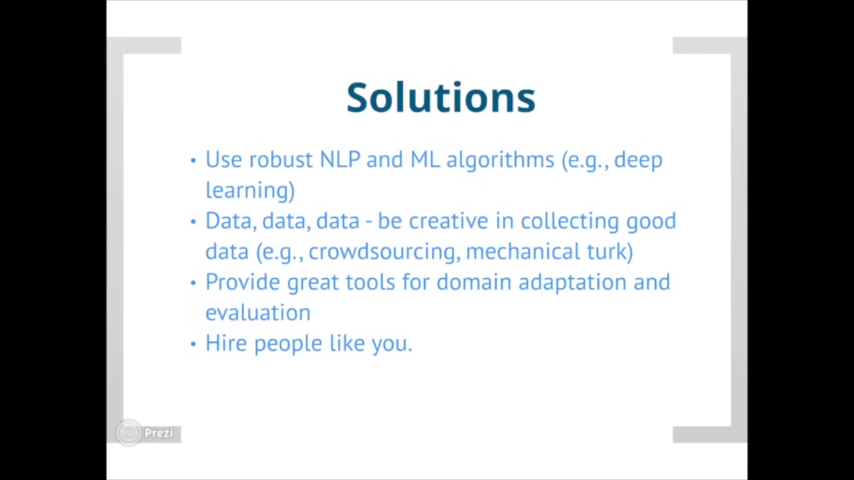 Solutions
• Use robust NLP and ML algorithms (e.g., deep
learning)
• Data, data, data - be creative in collecting good
data (e.g., crowdsourcing, mechanical turk)
• Provide great tools for domain adaptation and
evaluation
• Hire people like you.
Prezi